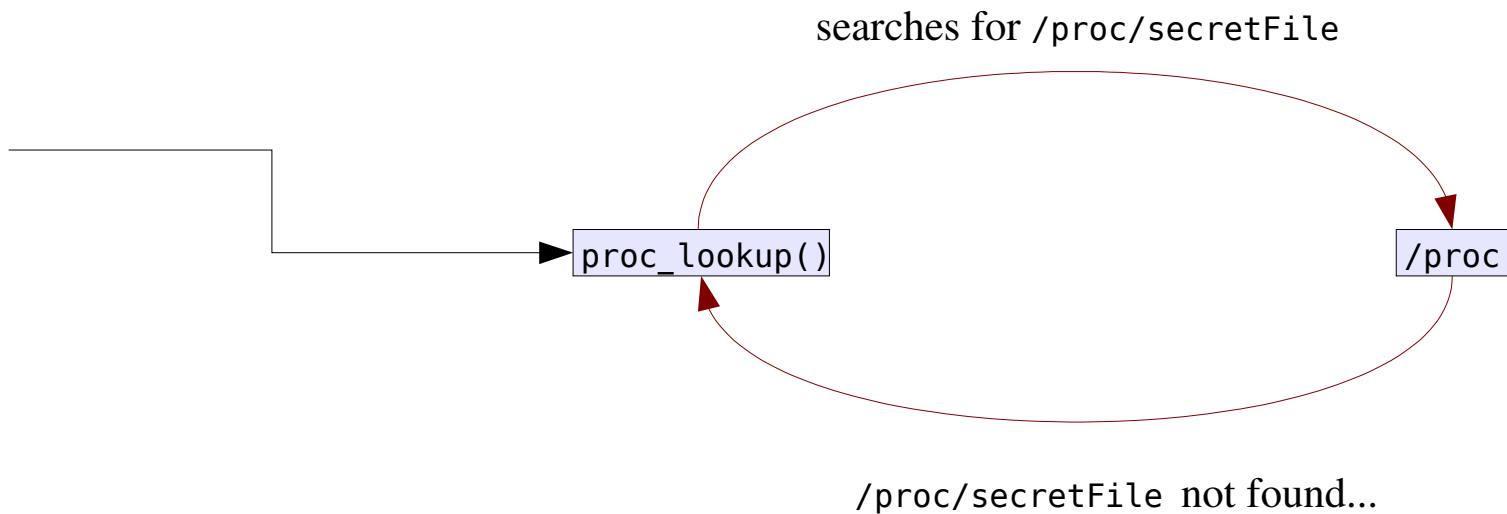 searches for /proc/secretFile
proc_lookup()
/proc
/proc/secretFile not found...